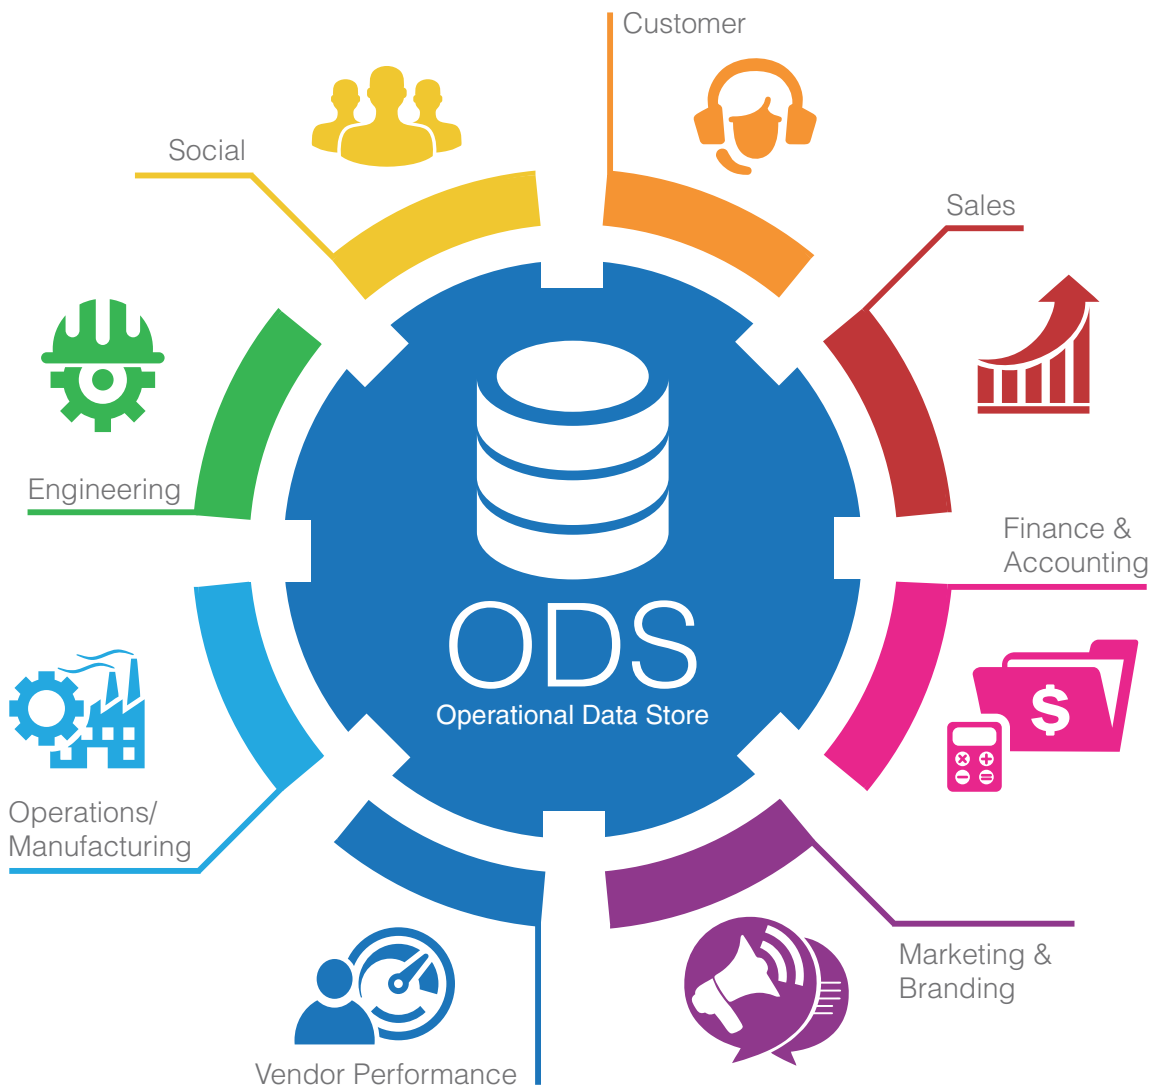 Customer
Social
Sales
Engineering
Finance &
Accounting
$
ODS
Operational Data Store
Operations/
Manufacturing
Marketing &
Branding
Vendor Performance